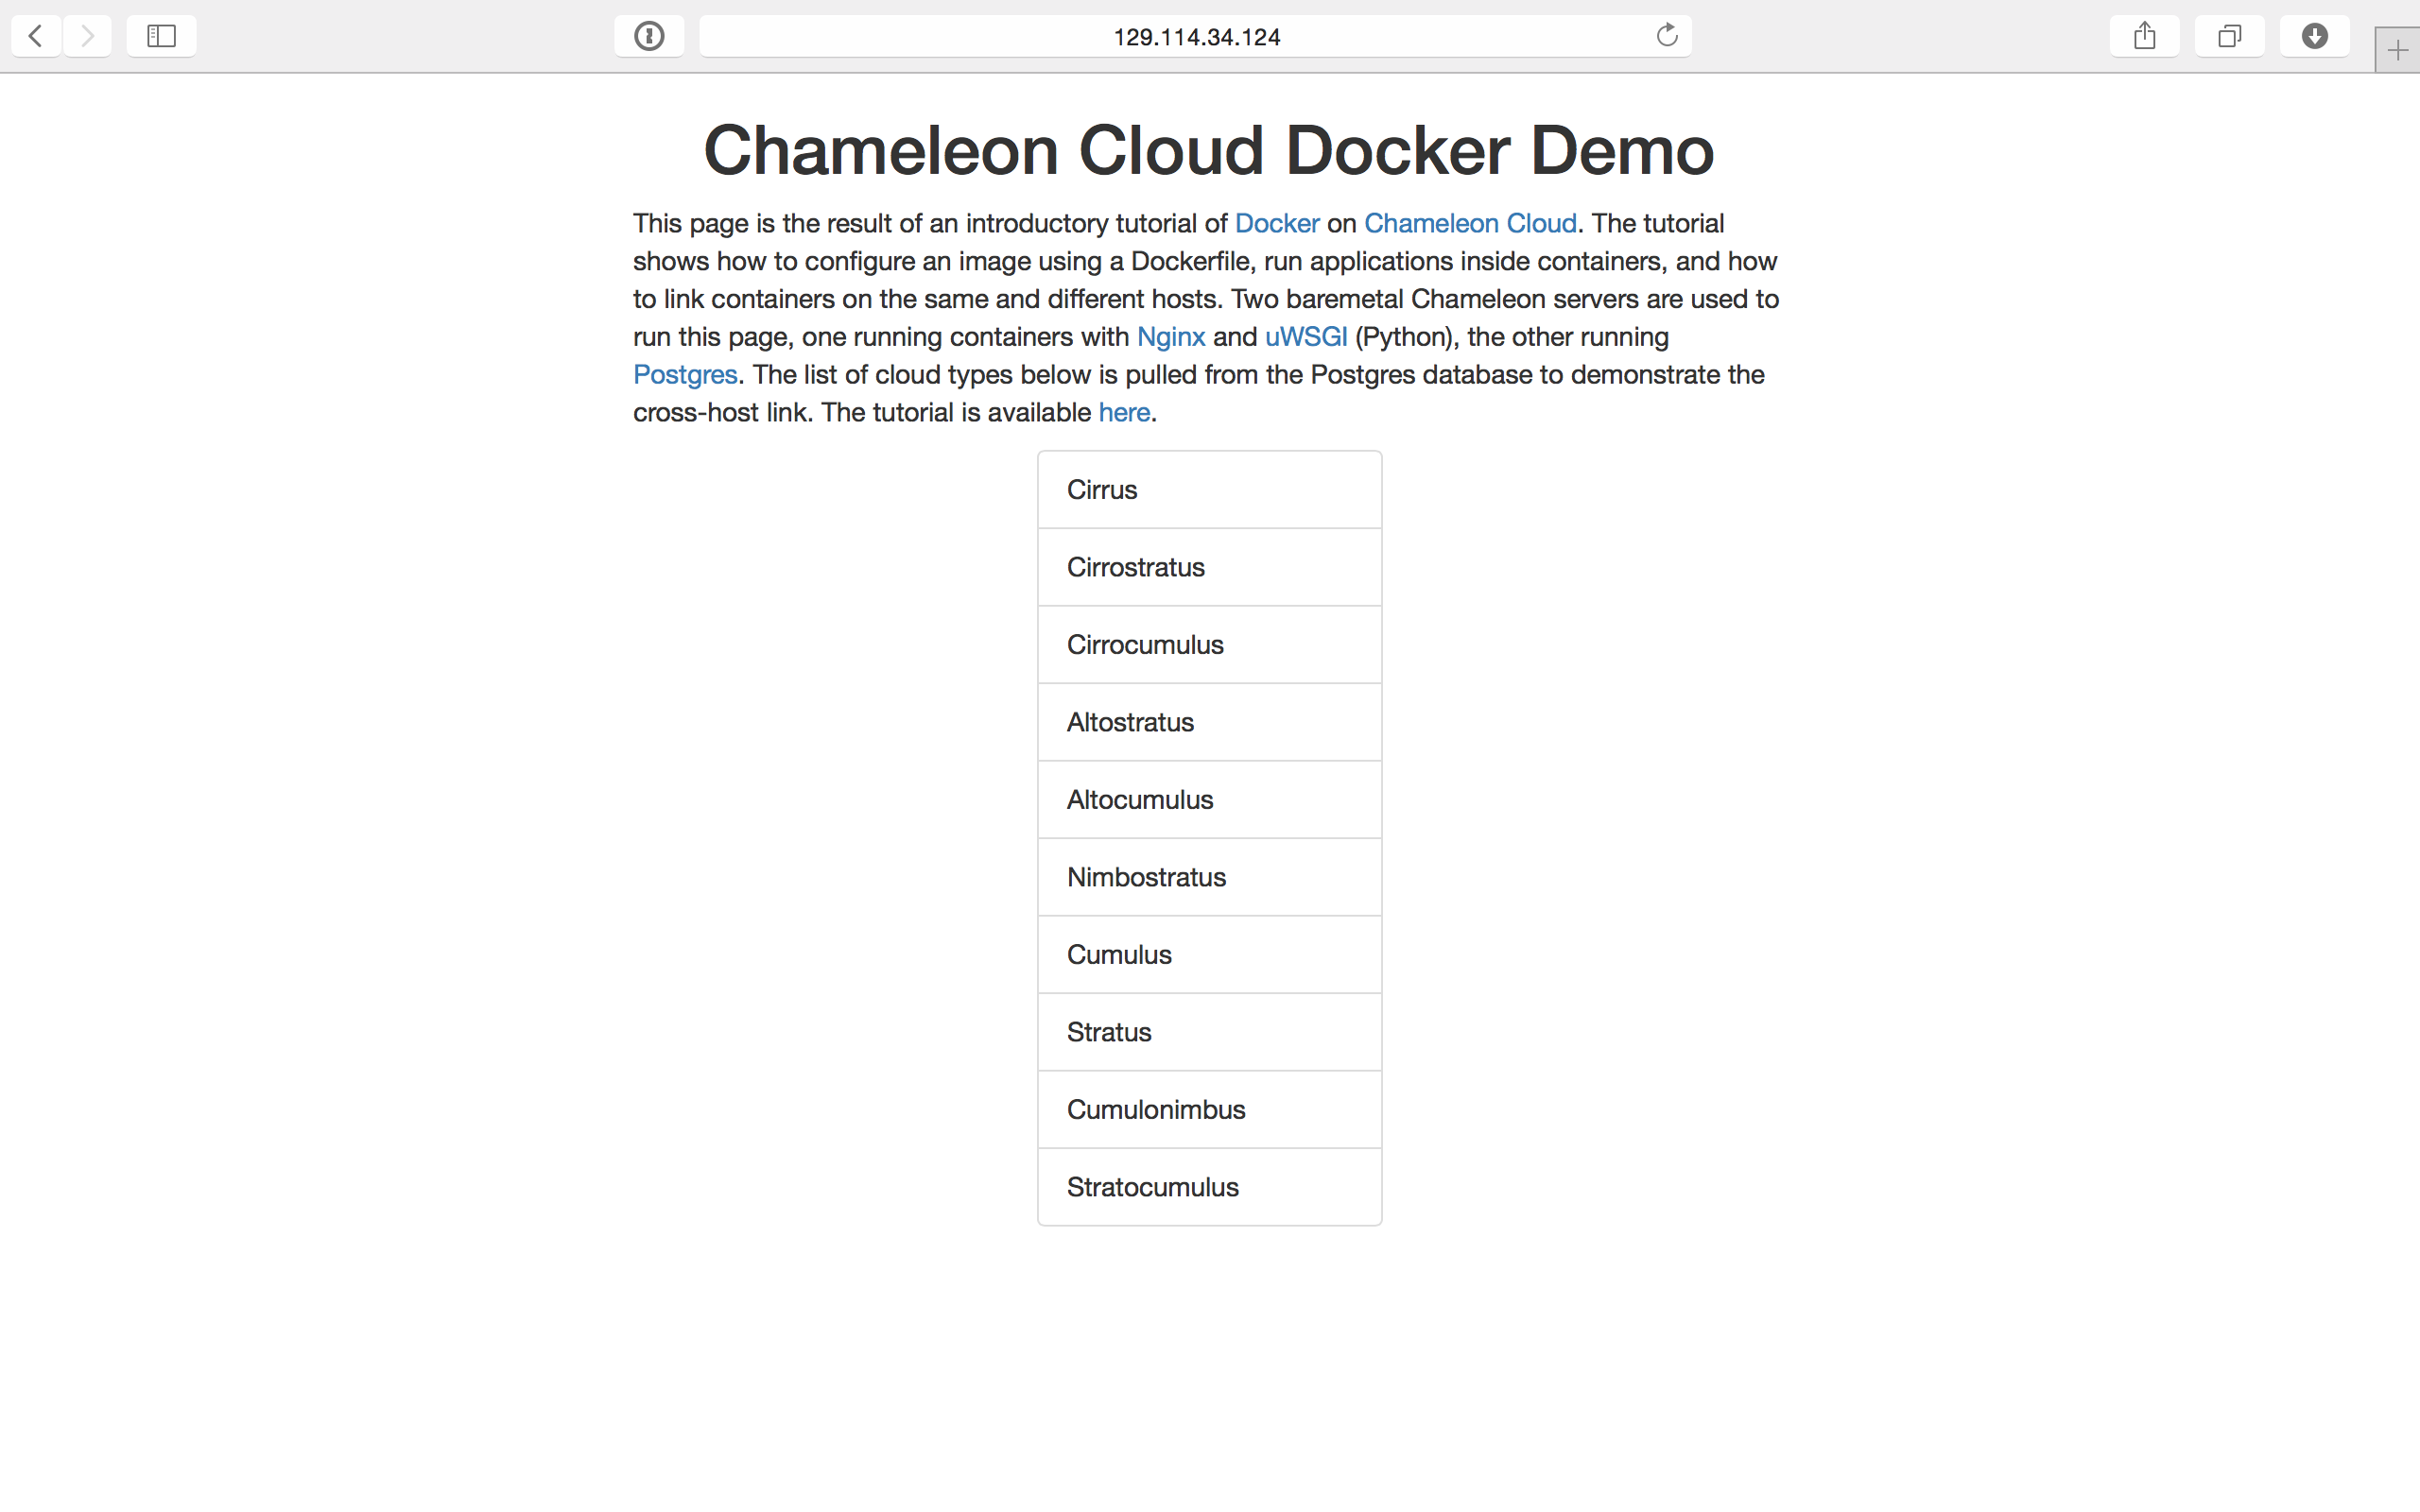 129.114.34.124
Chameleon Cloud Docker Demo
This page is the result of an introductory tutorial of Docker on Chameleon Cloud. The tutorial
shows how to configure an image using a Dockerfile, run applications inside containers, and how
to link containers on the same and different hosts. Two baremetal Chameleon servers are used to
run this page, one running containers with Nginx and uWSGI (Python), the other running
Postgres. The list of cloud types below is pulled from the Postgres database to demonstrate the
cross-host link. The tutorial is available here.
Cirrus
Cirrostratus
Cirrocumulus
Altostratus
Altocumulus
Nimbostratus
Cumulus
Stratus
Cumulonimbus
Stratocumulus